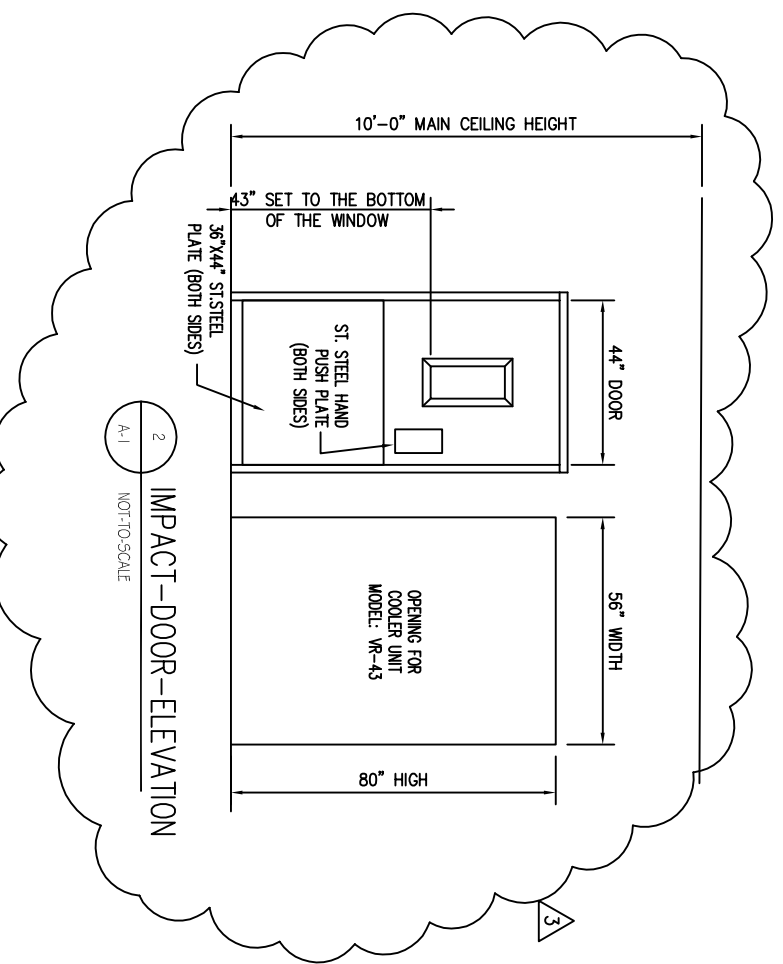 10'-0" MAIN CEILING HEIGHT
43" SET TO THE BOTTOM
OF THE WINDOW
36"X44" ST.STEEL
PLATE (BOTH SIDES)
ST. STEEL HAND
PUSH PLATE
(BOTH SIDES)
44" DOOR
56" WIDTH
OPENING FOR
COOLER UNIT
MODEL: VR-43
80" HIGH
2
A-1
IMPACT-DOOR-ELEVATION
NOT-TO-SCALE
3